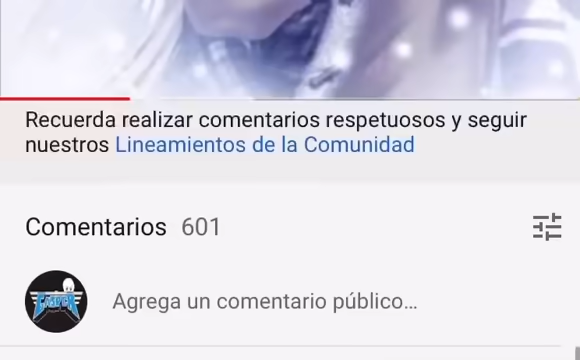 Recuerda realizar comentarios respetuosos y seguir
nuestros Lineamientos de la Comunidad
Comentarios 601
Agrega un comentario público...